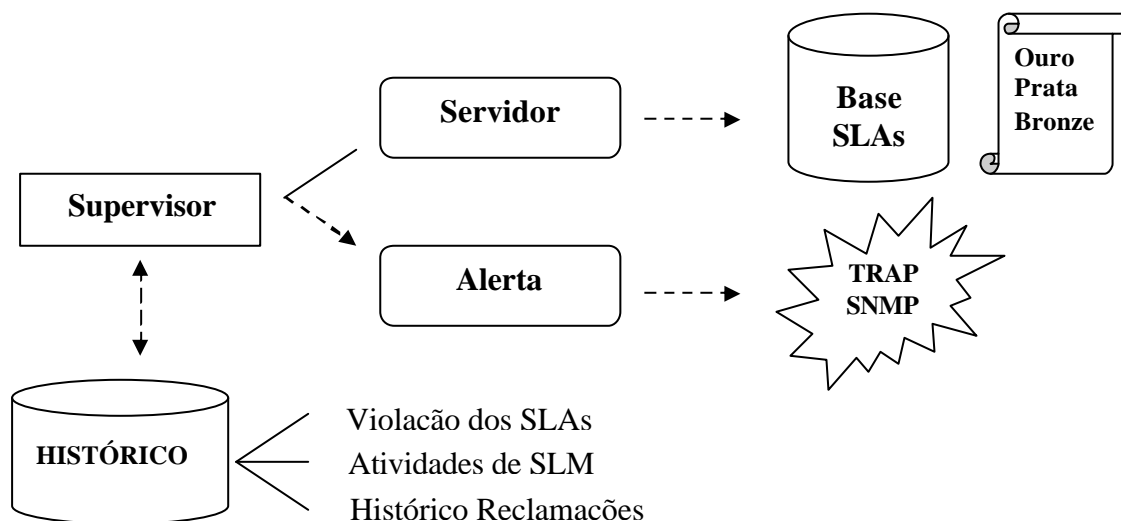 Servidor
Base
SLAs
Ouro
Prata
Bronze
Supervisor
Alerta
TRAP
SNMP
HISTÓRICO
Violacão dos SLAs
Atividades de SLM
Histórico Reclamacões